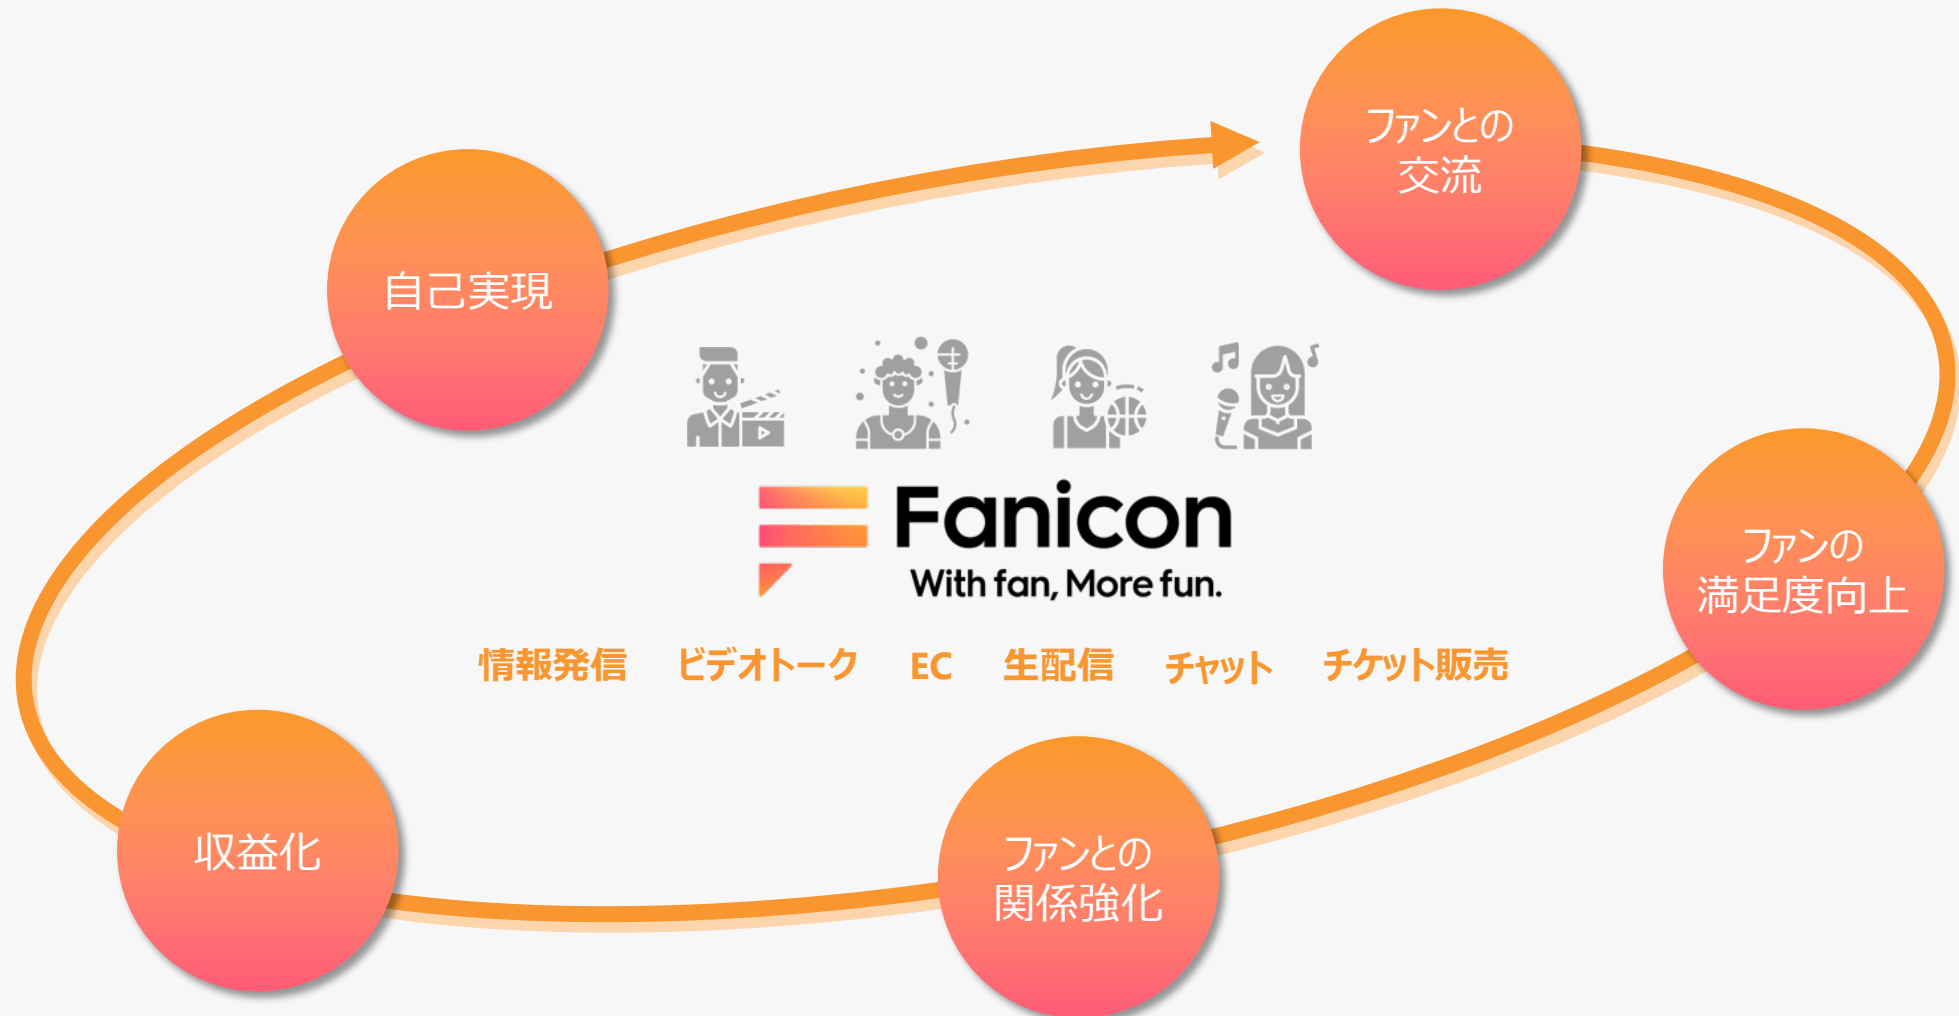 ファンとの
交流
自己実現
Fanicon
With fan, More fun.
ファンの
満足度向上
情報発信 ビデオトーク EC 生配信 チャット チケット販売
収益化
ファンとの
関係強化